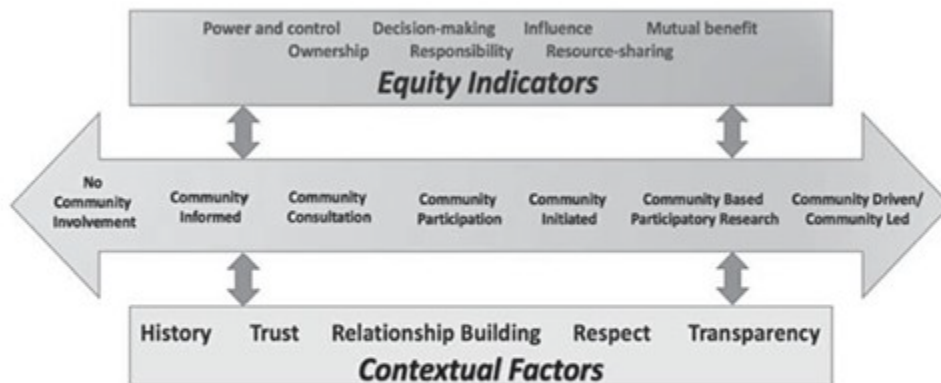 Power and control Decision-making Influence Mutual benefit
Ownership Responsibility Resource-sharing
Equity Indicators
No
Community
Involvement
Community
Informed
Community
Consultation
Community
Participation
Community
Initiated
Community Based
Participatory Research
Community Driven/
Community Led
History Trust Relationship Building Respect Transparency
Contextual Factors